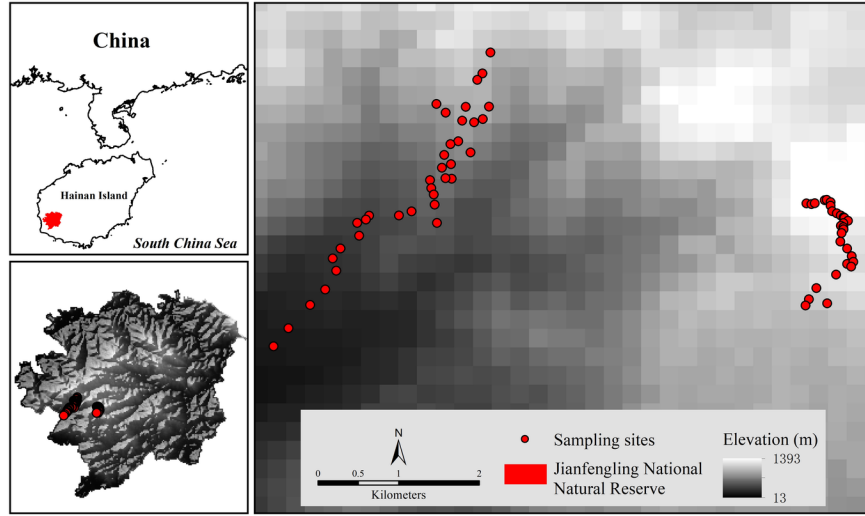 China
Hainan Island
South China Sea
N
0 0.5 1 2
Kilometers
Sampling sites
Jianfengling National
Natural Reserve
Elevation (m)
1393
13